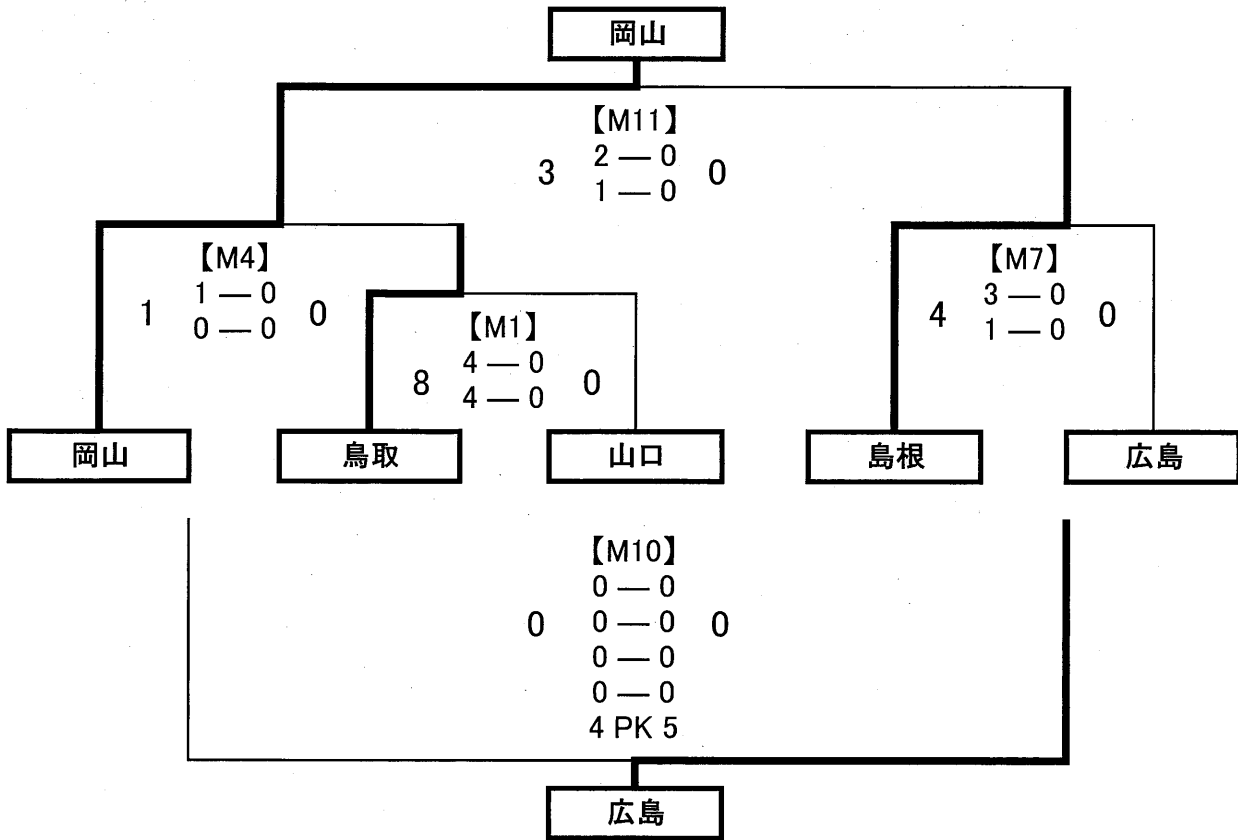 岡山
【M11】
3 2 — 0 0
1 — 0
【M4】
1 1 — 0 0
0 — 0
【M7】
4 3 — 0 0
1 — 0
【M1】
8 4 — 0 0
4 — 0
岡山 鳥取 山口 島根 広島
【M10】
0 — 0
0 0 — 0 0
0 — 0
0 — 0
4 PK 5
広島